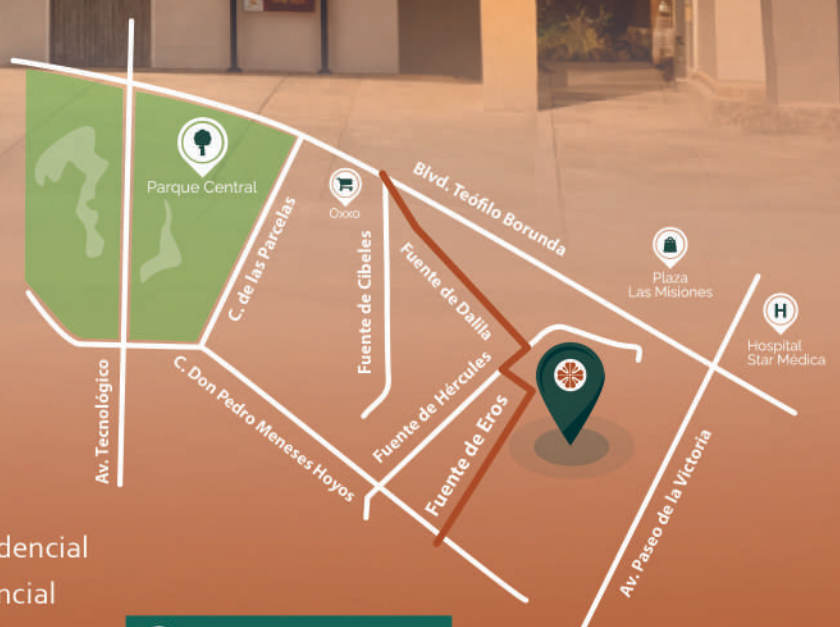 Parque Central
Oxxo
Blvd. Teófilo Borunda
C. de las Parcelas
Fuente de Cibeles
Fuente de Dalila
Plaza
Las Misiones
H
Hospital
Star Médica
Av. Tecnológico
C. Don Pedro Meneses Hoyos
Fuente de Hércules
Fuente de Eros
Av. Paseo de la Victoria
dencial
ncial